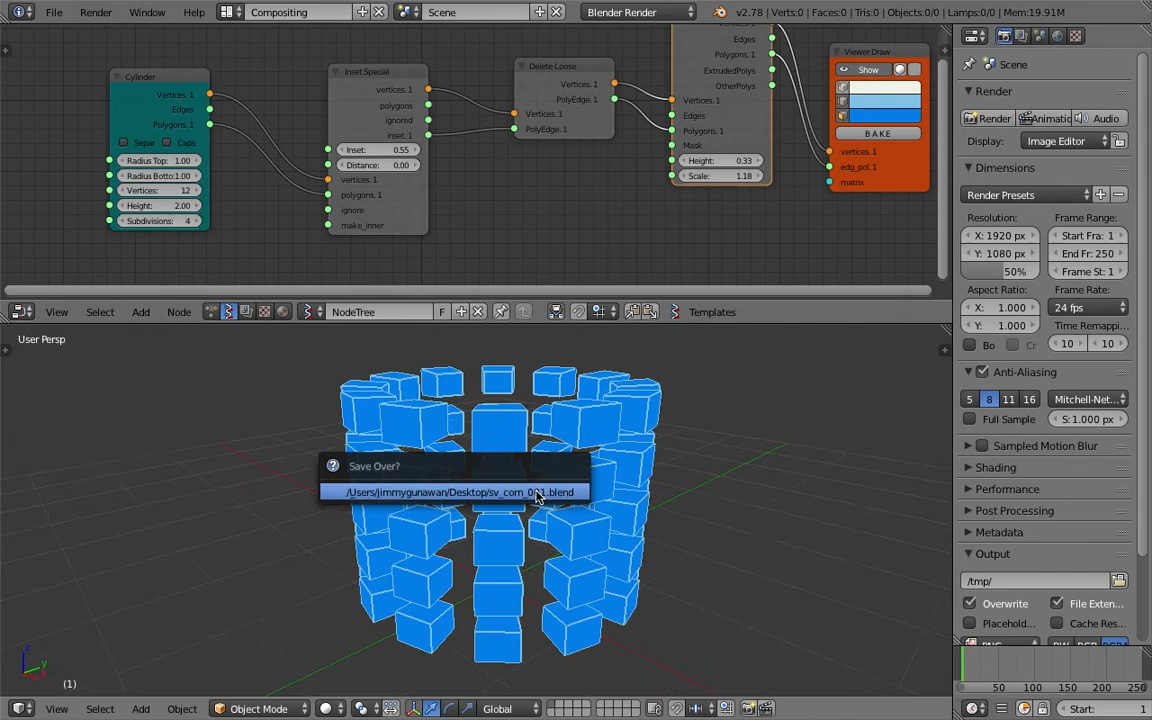 File Render Window Help Compositing Scene Blender Render v2.78 | Verts:0 | Faces:0 | Tris:0 | Objects:0/0 | Lamps:0/0 | Mem:19.91M
Cylinder
Vertices. 1
Edges
Polygons. 1
Separ Caps
Radius Top: 1.00
Radius Botto: 1.00
Vertices: 12
Height: 2.00
Subdivisions: 4
Inset Special
vertices. 1
polygons
ignored
inset. 1
Inset: 0.55
Distance: 0.00
vertices. 1
polygons. 1
ignore
make_inner
Delete Loose
Vertices. 1
PolyEdge. 1
Vertices. 1
PolyEdge. 1
Edges
Polygons. 1
ExtrudedPolys
OtherPolys
Vertices. 1
Edges
Polygons. 1
Mask
Height: 0.33
Scale: 1.18
Viewer Draw
Show
BAKE
vertices. 1
edg_pol. 1
matrix
View Select Add Node NodeTree F Templates
User Persp
Save Over?
/Users/jimmygunawan/Desktop/sv_corn_001.blend
(1)
z
y
View Select Add Object Object Mode Global
Scene
Render
Render Animatic Audio
Display: Image Editor
Dimensions
Render Presets
Resolution: Frame Range:
X: 1920 px Start Fra: 1
Y: 1080 px End Fr: 250
50% Frame St: 1
Aspect Ratio: Frame Rate:
X: 1.000 24 fps
Y: 1.000 Time Remappi...
Bo Cr 10 10
Anti-Aliasing
5 8 11 16 Mitchell-Net...
Full Sample S: 1.000 px
Sampled Motion Blur
Shading
Performance
Post Processing
Metadata
Output
/tmp/
Overwrite File Exten...
Placehold... Cache Res...
50 100 150 200 250
Start: 1